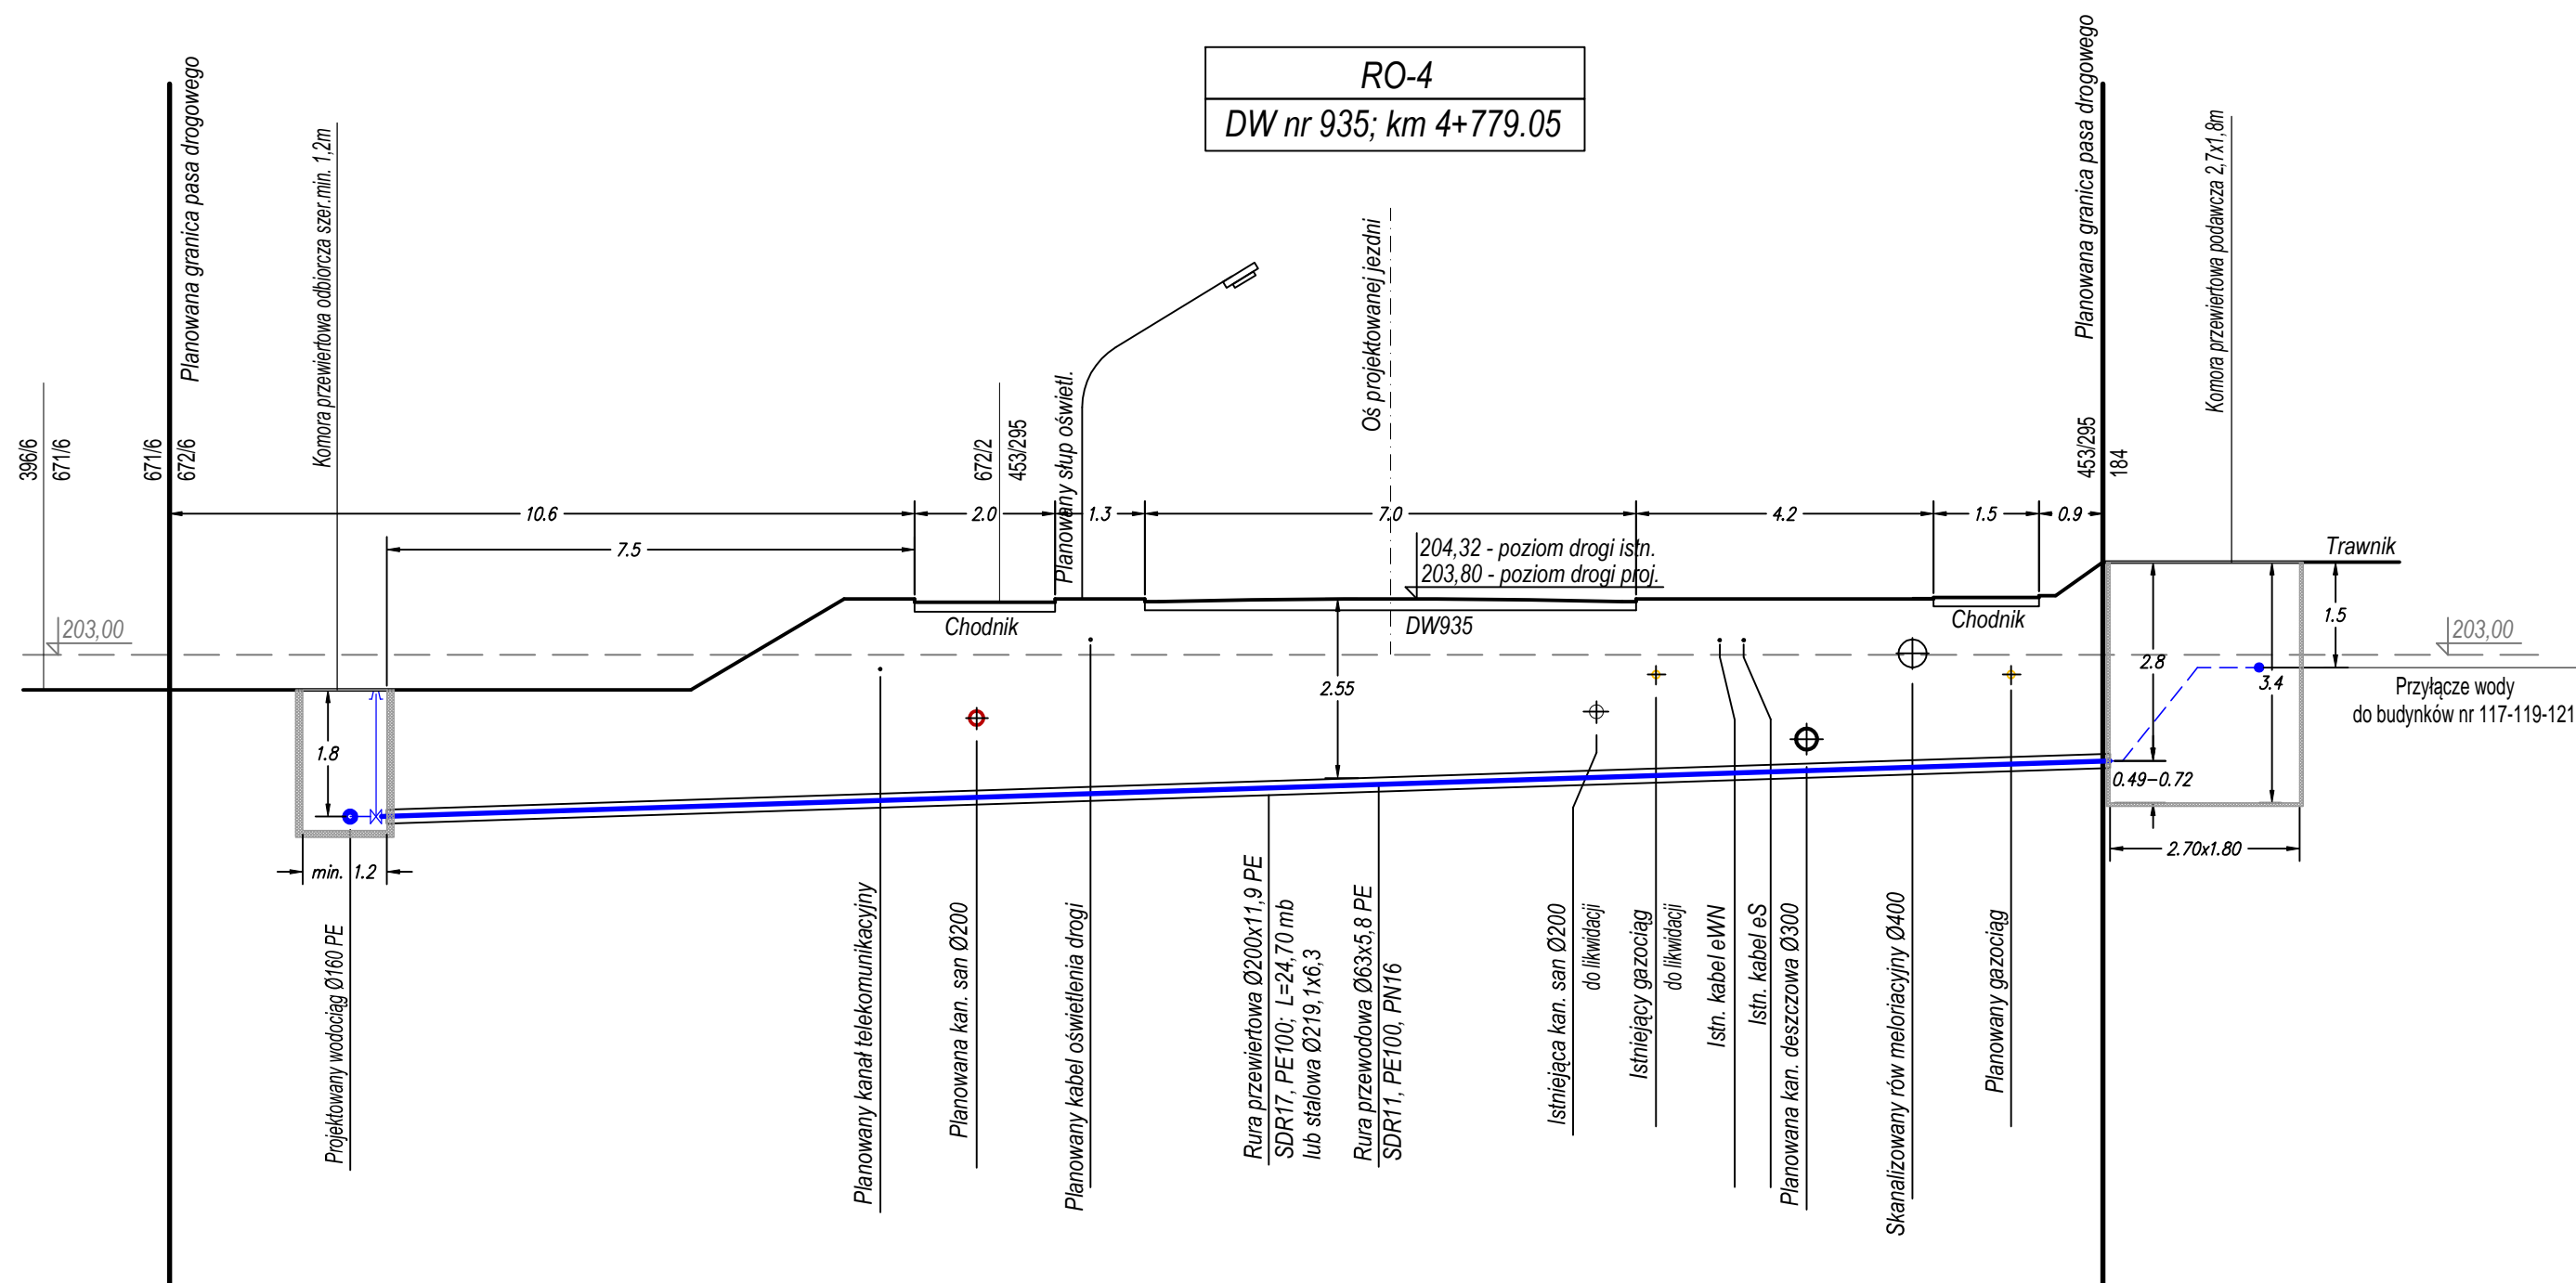 RO-4
DW nr 935; km 4+779.05
Planowana granica pasa drogowego
Komora przewiertowa odbiorcza szer.min. 1,2m
Planowany słup oświetl.
Oś projektowanej jezdni
Planowana granica pasa drogowego
Komora przewiertowa podawcza 2,7x1,8m
396/6
671/6
671/6
672/6
672/2
453/295
453/295
184
10.6
2.0
1.3
7.0
4.2
1.5
0.9
7.5
204,32 - poziom drogi istn.
203,80 - poziom drogi proj.
Trawnik
203,00
Chodnik
DW935
Chodnik
203,00
1.5
2.8
3.4
2.55
1.8
Przyłącze wody
do budynków nr 117-119-121
0.49-0.72
min. 1.2
2.70x1.80
Projektowany wodociąg Ø160 PE
Planowany kanał telekomunikacyjny
Planowana kan. san Ø200
Planowany kabel oświetlenia drogi
Rura przewiertowa Ø200x11,9 PE
SDR17, PE100; L=24,70 mb
lub stalowa Ø219,1x6,3
Rura przewodowa Ø63x5,8 PE
SDR11, PE100, PN16
Istniejąca kan. san Ø200
do likwidacji
Istniejący gazociąg
do likwidacji
Istn. kabel eWN
Istn. kabel eS
Planowana kan. deszczowa Ø300
Skanalizowany rów melioracyjny Ø400
Planowany gazociąg